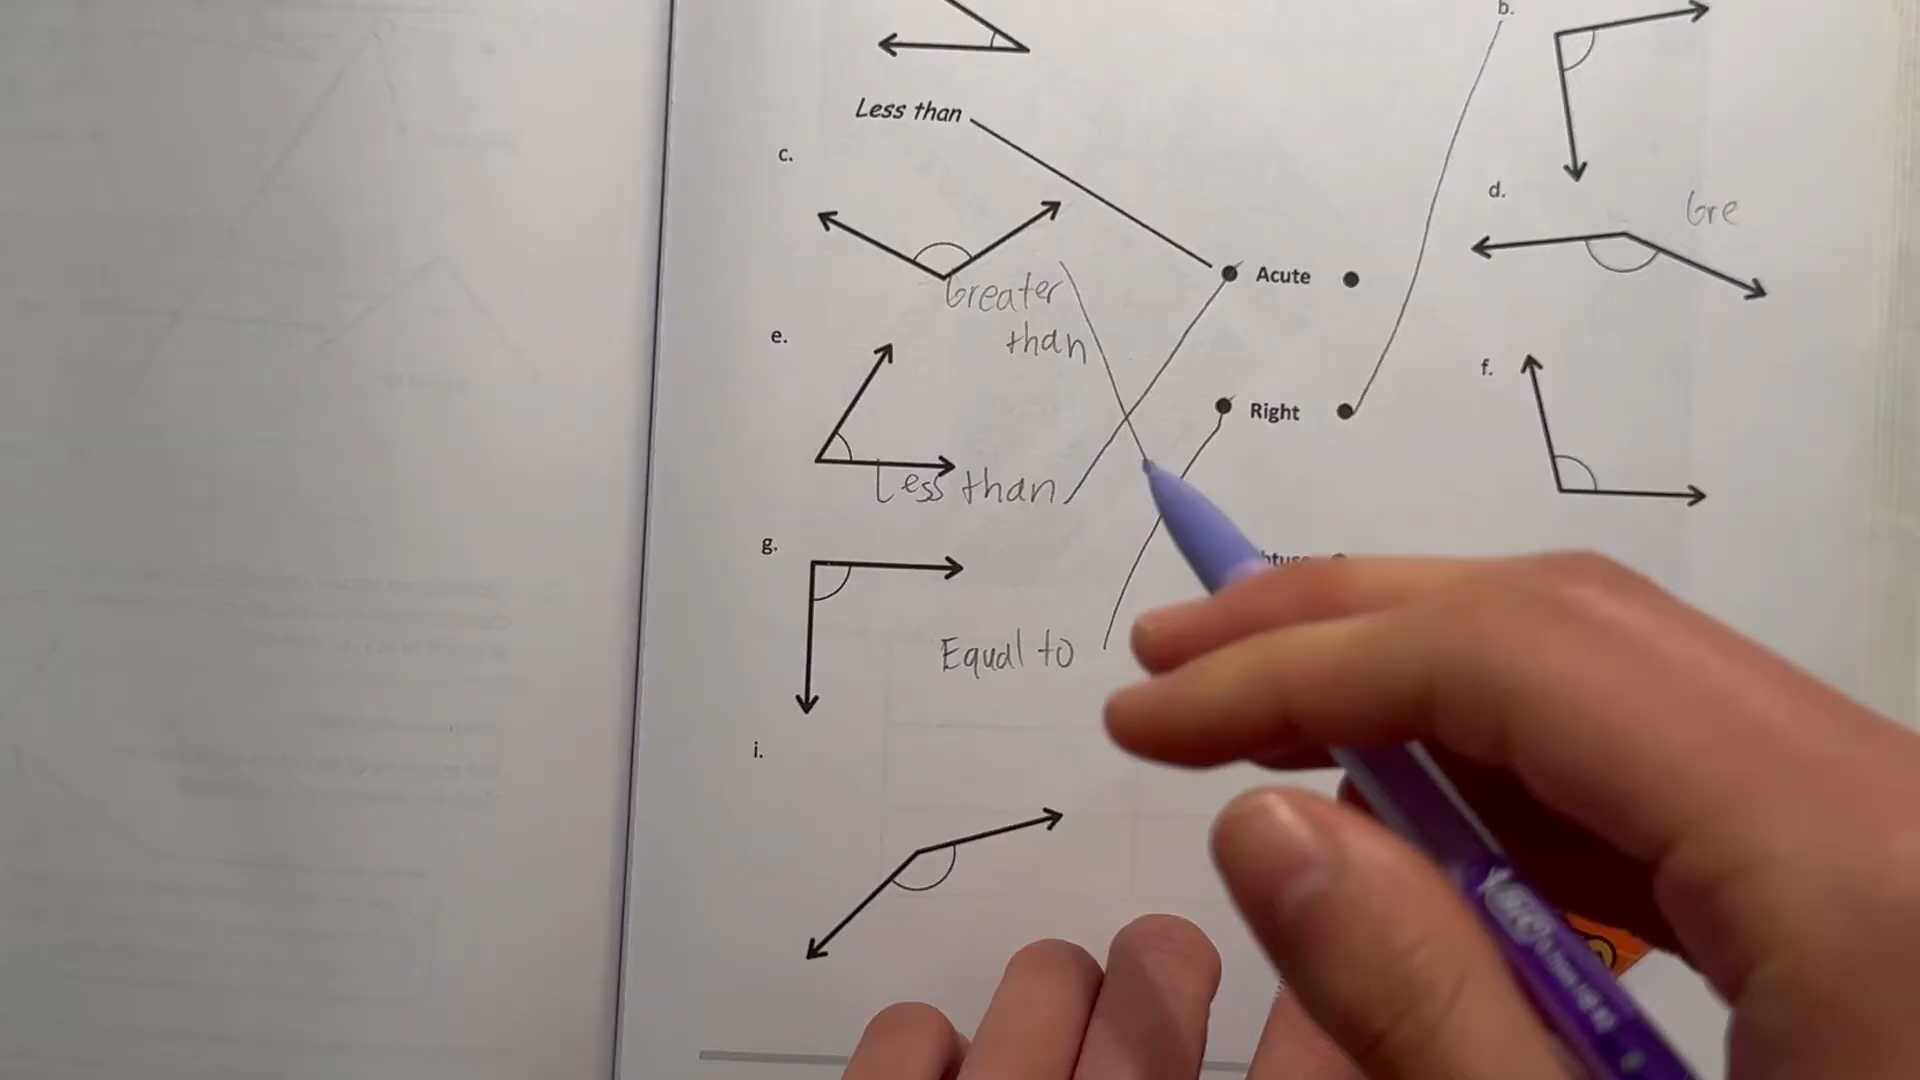 b.
Less than
c.
d.
Gre
Acute
Greater
than
e.
f.
Right
Less than
g.
Equal to
i.